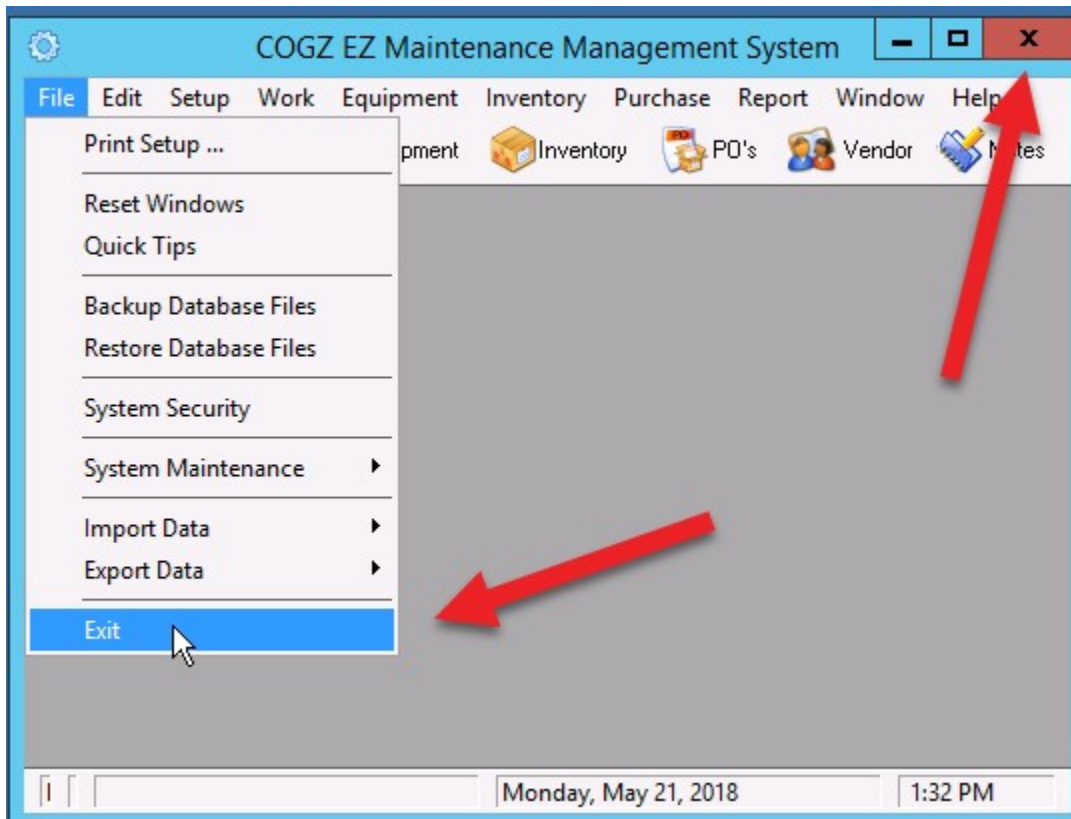 COGZ EZ Maintenance Management System
File Edit Setup Work Equipment Inventory Purchase Report Window Help
pment Inventory PO's Vendor
Print Setup ...
Reset Windows
Quick Tips
Backup Database Files
Restore Database Files
System Security
System Maintenance
Import Data
Export Data
Exit
Monday, May 21, 2018 1:32 PM